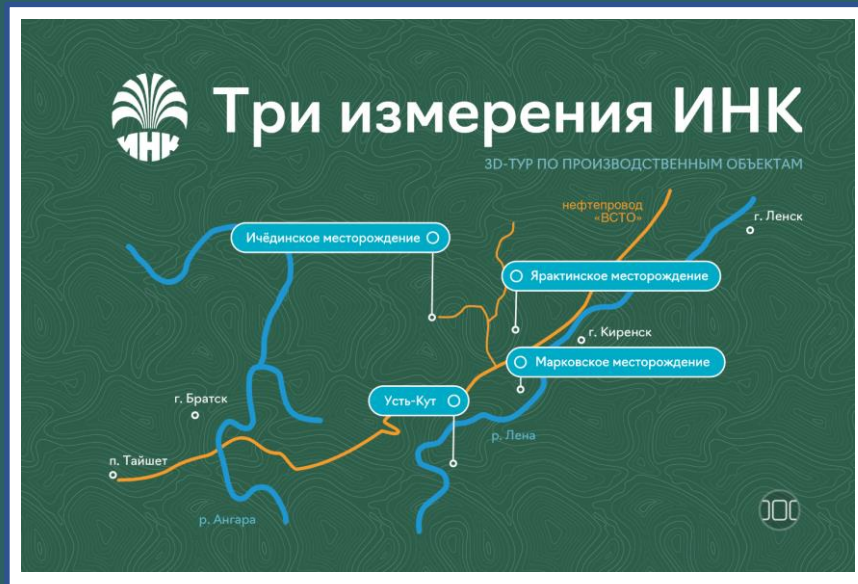 ИНК
Три измерения ИНК
3D-ТУР ПО ПРОИЗВОДСТВЕННЫМ ОБЪЕКТАМ
нефтепровод
«ВСТО»
г. Ленск
Ичёдинское месторождение
Ярактинское месторождение
г. Киренск
Марковское месторождение
г. Братск
Усть-Кут
р. Лена
п. Тайшет
р. Ангара